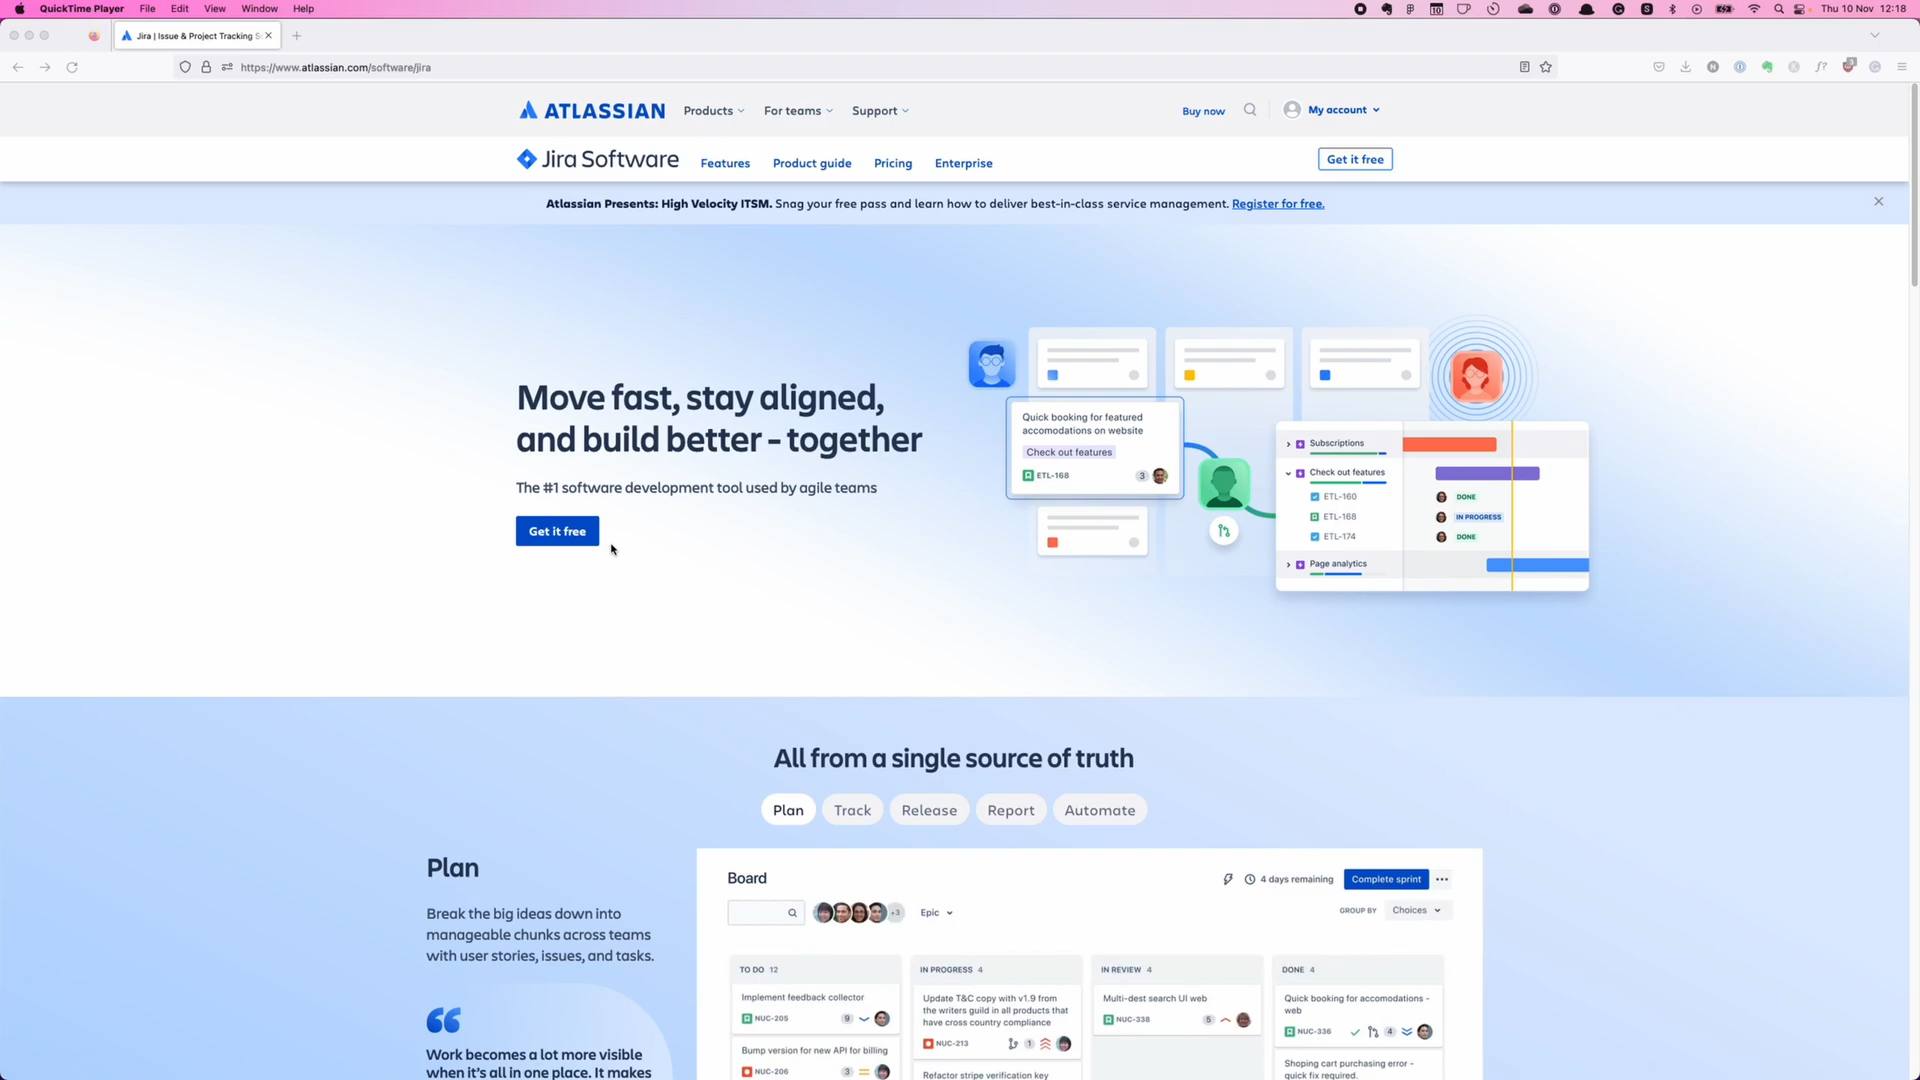 QuickTime Player File Edit View Window Help
Thu 10 Nov 12:18
Jira | Issue & Project Tracking S
https://www.atlassian.com/software/jira
ATLASSIAN Products For teams Support Buy now My account
Jira Software Features Product guide Pricing Enterprise Get it free
Atlassian Presents: High Velocity ITSM. Snag your free pass and learn how to deliver best-in-class service management. Register for free.
Move fast, stay aligned,
and build better - together
The #1 software development tool used by agile teams
Get it free
Quick booking for featured
accomodations on website
Check out features
ETL-168 3
Subscriptions
Check out features
ETL-160 DONE
ETL-168 IN PROGRESS
ETL-174 DONE
Page analytics
All from a single source of truth
Plan Track Release Report Automate
Plan
Break the big ideas down into
manageable chunks across teams
with user stories, issues, and tasks.
Work becomes a lot more visible
when it's all in one place. It makes
Board
4 days remaining Complete sprint
+3 Epic
GROUP BY Choices
TO DO 12
Implement feedback collector
NUC-205 9
Bump version for new API for billing
NUC-206 3
IN PROGRESS 4
Update T&C copy with v1.9 from
the writers guild in all products that
have cross country compliance
NUC-213 1
Refactor stripe verification key
IN REVIEW 4
Multi-dest search UI web
NUC-338 5
DONE 4
Quick booking for accomodations -
web
NUC-336 4
Shoping cart purchasing error -
quick fix required.